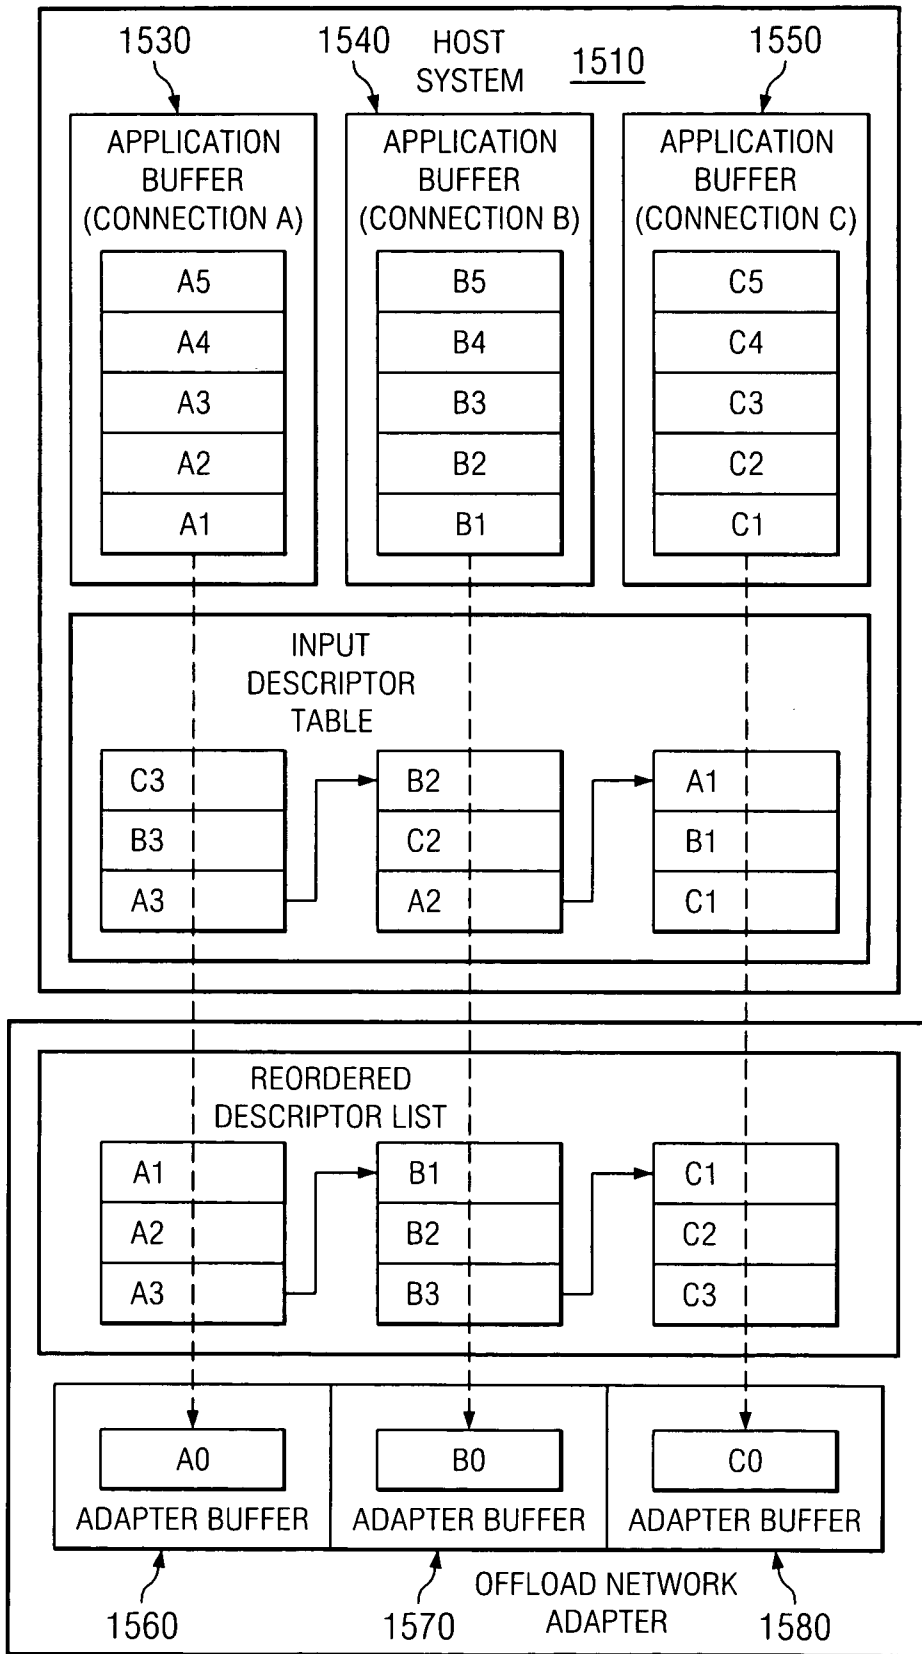 1530
1540
HOST
SYSTEM
1510
1550
APPLICATION
BUFFER
(CONNECTION A)
A5
A4
A3
A2
A1
APPLICATION
BUFFER
(CONNECTION B)
B5
B4
B3
B2
B1
APPLICATION
BUFFER
(CONNECTION C)
C5
C4
C3
C2
C1
INPUT
DESCRIPTOR
TABLE
C3
B3
A3
B2
C2
A2
A1
B1
C1
REORDERED
DESCRIPTOR LIST
A1
A2
A3
B1
B2
B3
C1
C2
C3
A0
ADAPTER BUFFER
B0
ADAPTER BUFFER
C0
ADAPTER BUFFER
1560
1570
OFFLOAD NETWORK
ADAPTER
1580